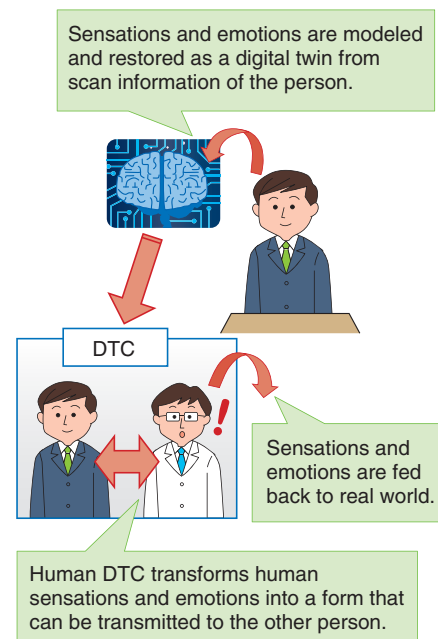 Sensations and emotions are modeled
and restored as a digital twin from
scan information of the person.
DTC
Sensations and
emotions are fed
back to real world.
Human DTC transforms human
sensations and emotions into a form that
can be transmitted to the other person.